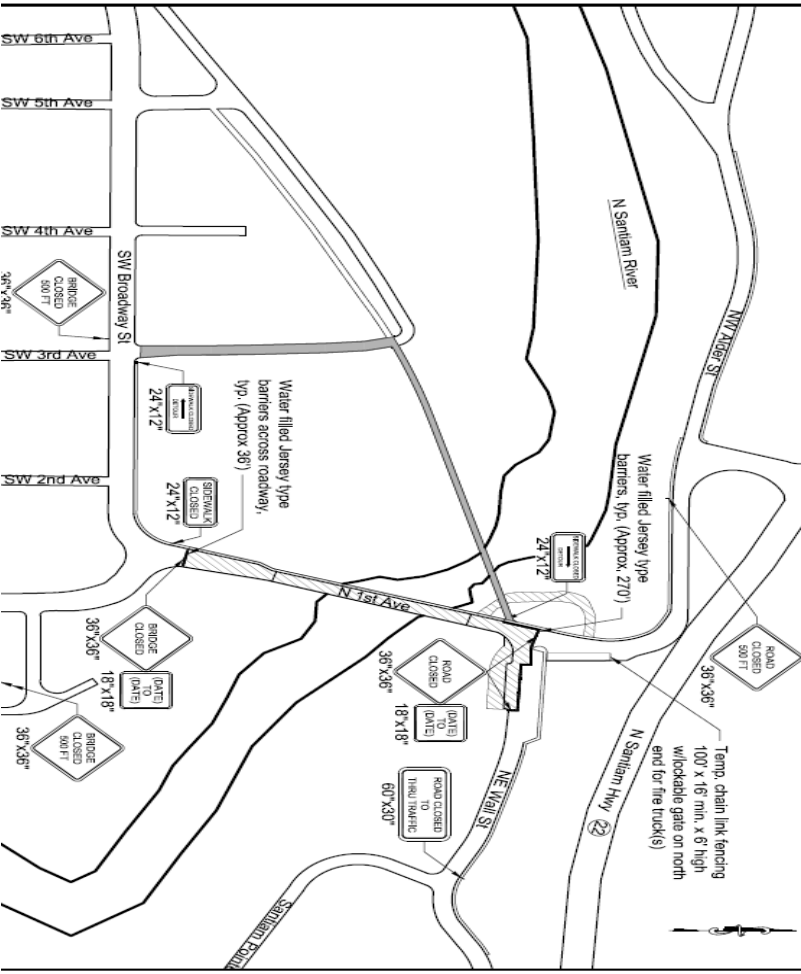 SW 6th Ave
SW 5th Ave
SW 4th Ave
SW 3rd Ave
SW 2nd Ave
SW Broadway St
BRIDGE
CLOSED
500 FT
36"x36"
SIDEWALK CLOSED
DETOUR
24"x12"
SIDEWALK
CLOSED
24"x12"
Water filled Jersey type
barriers across roadway,
typ. (Approx 36')
N Santiam River
NW Alder St
Water filled Jersey type
barriers, typ. (Approx. 270')
SIDEWALK CLOSED
DETOUR
24"x12"
N 1st Ave
BRIDGE
CLOSED
36"x36"
(DATE)
TO
(DATE)
18"x18"
BRIDGE
CLOSED
500 FT
36"x36"
ROAD
CLOSED
36"x36"
(DATE)
TO
(DATE)
18"x18"
ROAD CLOSED
TO
THRU TRAFFIC
60"x30"
NE Wall St
ROAD
CLOSED
500 FT
36"x36"
N Santiam Hwy 22
Temp. chain link fencing
100' x 16' min. x 6' high
w/lockable gate on north
end for fire truck(s)
Santiam Pointe